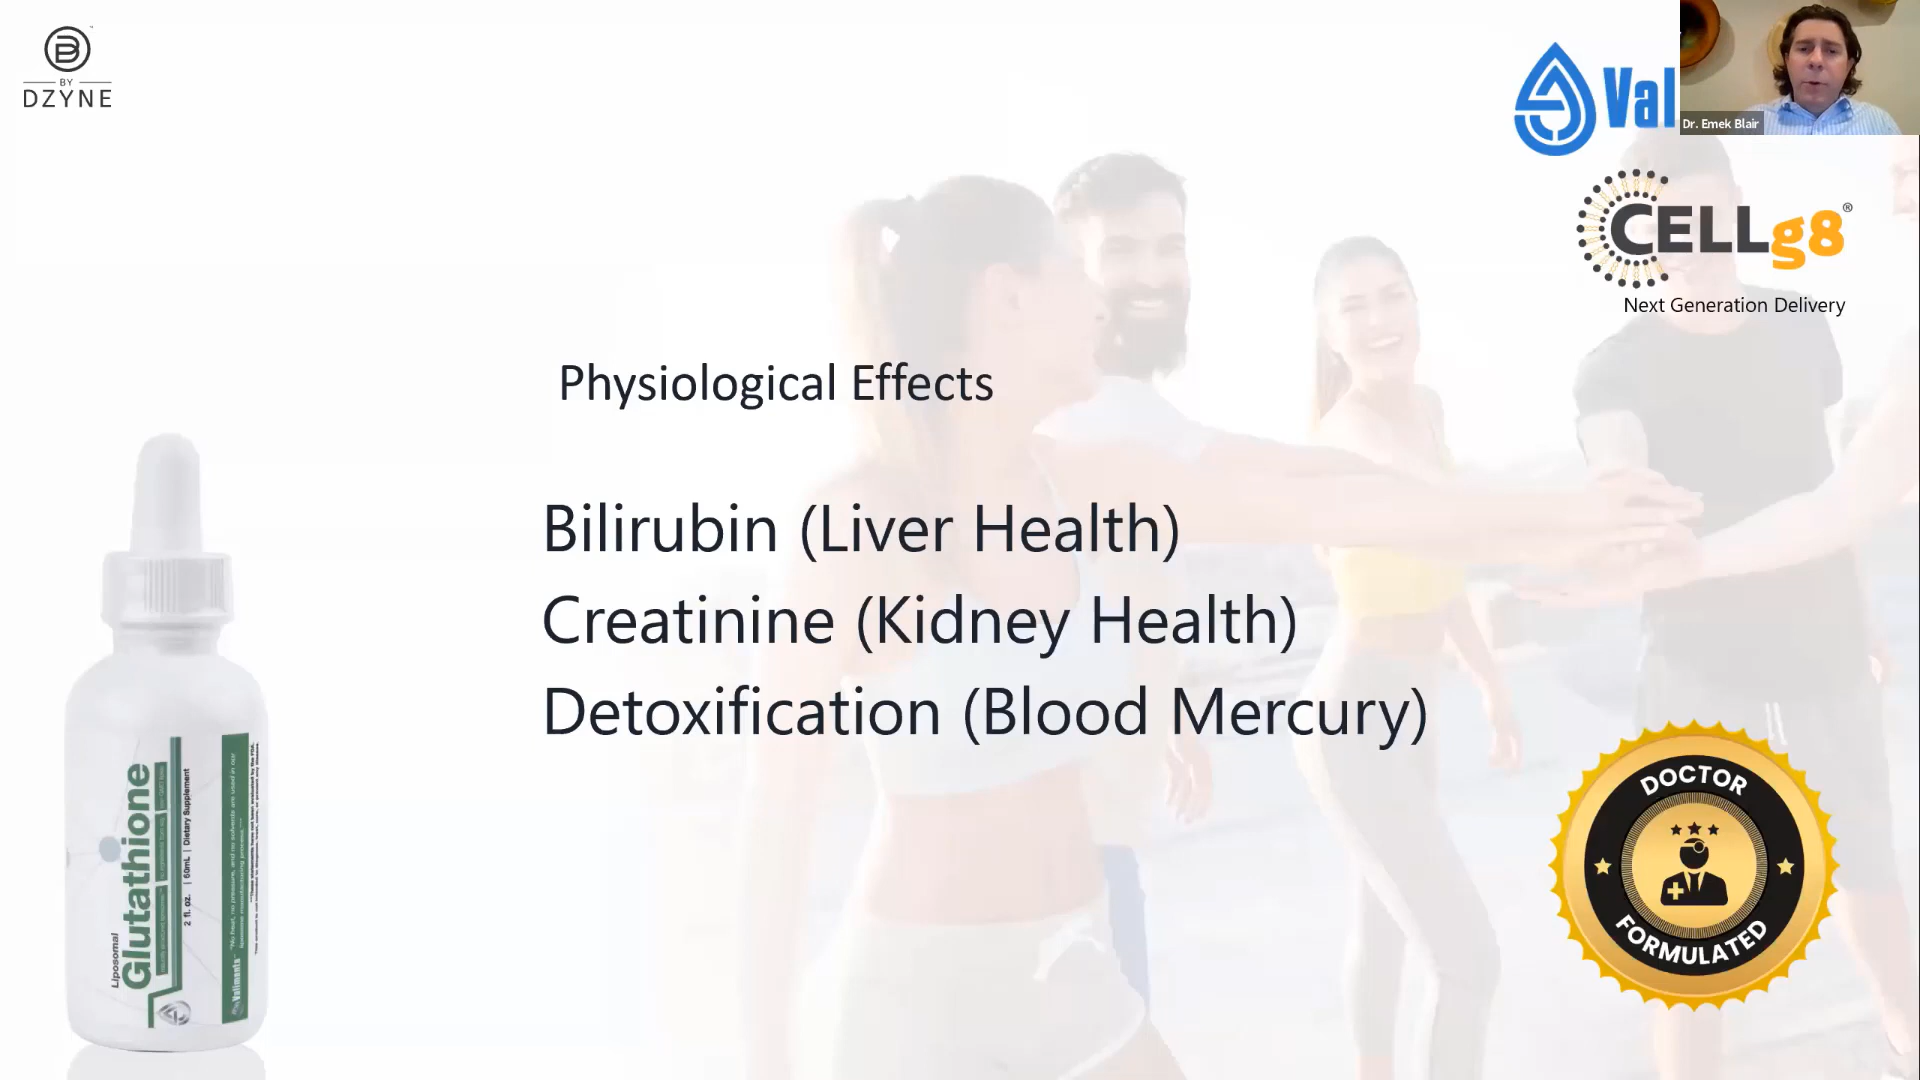 B
BY
DZYNE
Val
Dr. Emek Blair
CELLg8®
Next Generation Delivery
Physiological Effects
Bilirubin (Liver Health)
Creatinine (Kidney Health)
Detoxification (Blood Mercury)
Liposomal
Glutathione
2 fl. oz. | 60mL | Dietary Supplement
Valimenta
DOCTOR
FORMULATED